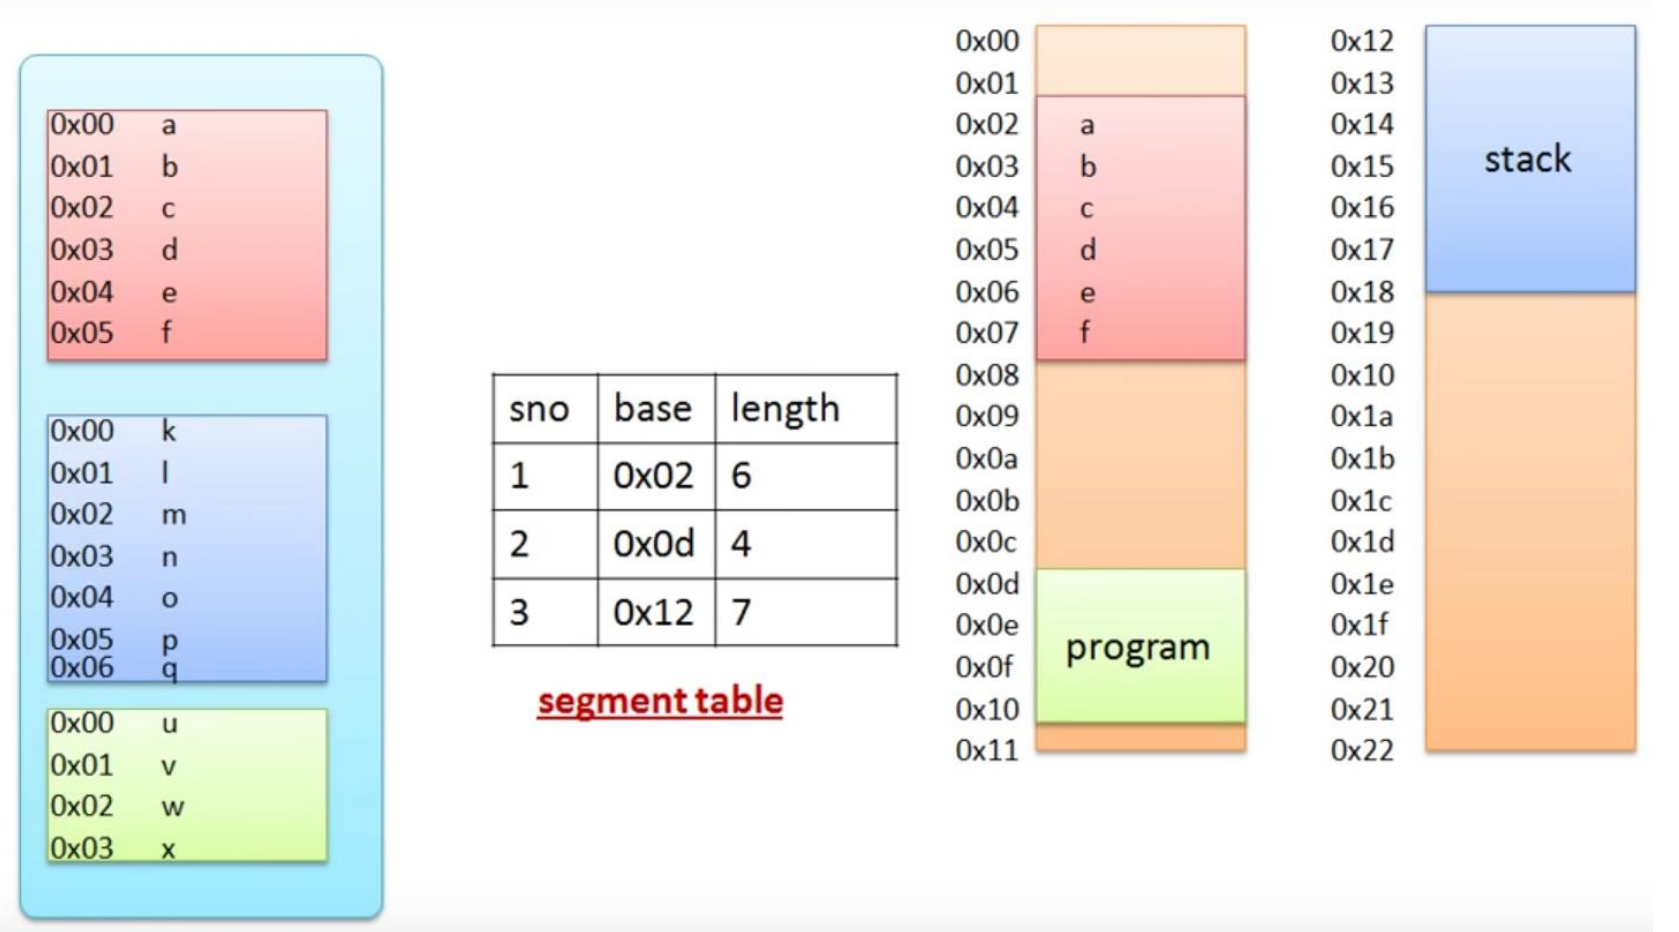 0x00 a
0x01 b
0x02 c
0x03 d
0x04 e
0x05 f
0x00 k
0x01 l
0x02 m
0x03 n
0x04 o
0x05 p
0x06 q
0x00 u
0x01 v
0x02 w
0x03 x
sno base length
1 0x02 6
2 0x0d 4
3 0x12 7
segment table
0x00
0x01
0x02 a
0x03 b
0x04 c
0x05 d
0x06 e
0x07 f
0x08
0x09
0x0a
0x0b
0x0c
0x0d
0x0e
program
0x0f
0x10
0x11
0x12
0x13
0x14
stack
0x15
0x16
0x17
0x18
0x19
0x10
0x1a
0x1b
0x1c
0x1d
0x1e
0x1f
0x20
0x21
0x22